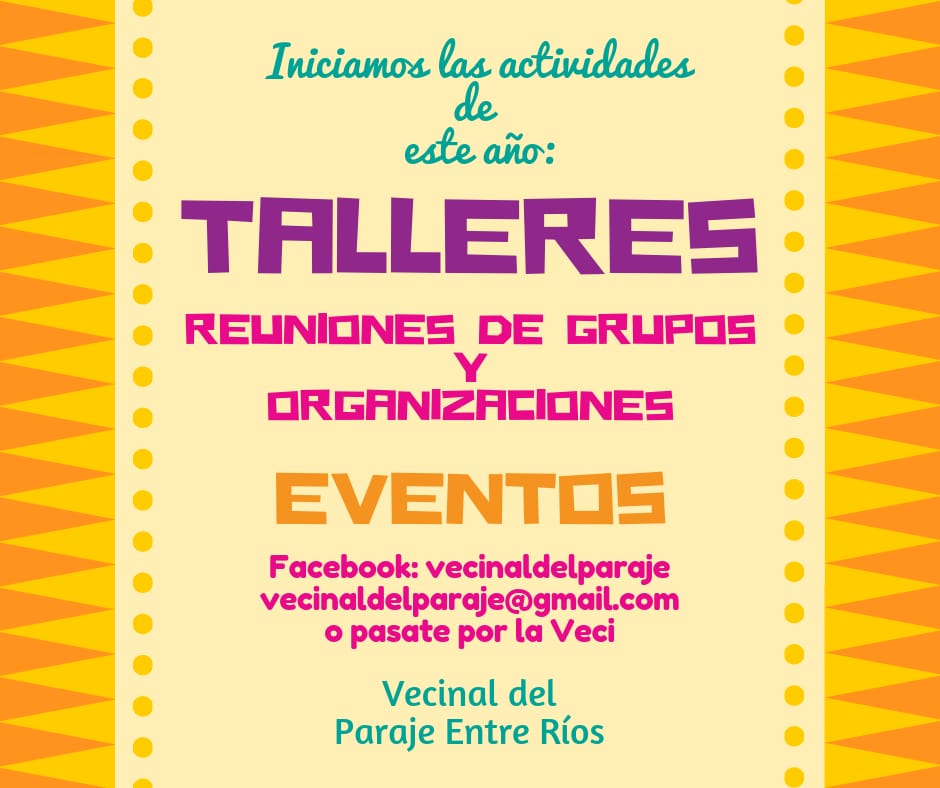 Iniciamos las actividades
de
este año:
TALLERES
REUNIONES DE GRUPOS
Y
ORGANIZACIONES
EVENTOS
Facebook: vecinaldelparaje
vecinaldelparaje@gmail.com
o pasate por la Veci
Vecinal del
Paraje Entre Ríos